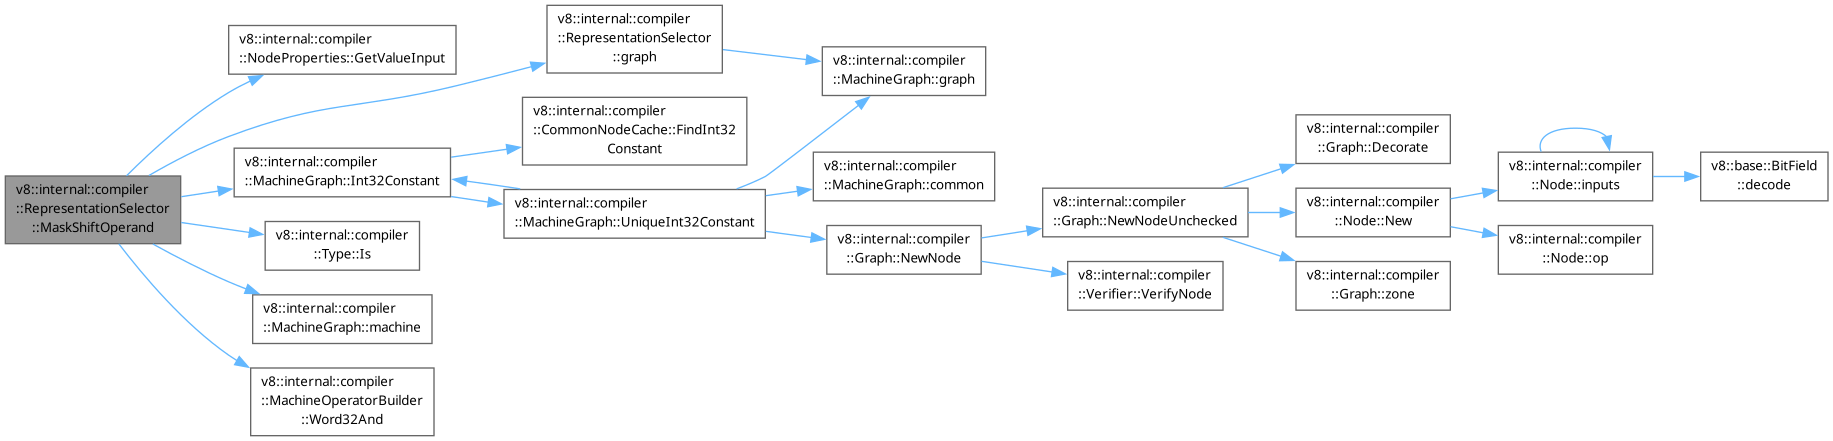 v8::internal::compiler
::RepresentationSelector
::MaskShiftOperand
v8::internal::compiler
::NodeProperties::GetValueInput
v8::internal::compiler
::RepresentationSelector
::graph
v8::internal::compiler
::MachineGraph::graph
v8::internal::compiler
::MachineGraph::Int32Constant
v8::internal::compiler
::CommonNodeCache::FindInt32
Constant
v8::internal::compiler
::MachineGraph::UniqueInt32Constant
v8::internal::compiler
::MachineGraph::common
v8::internal::compiler
::Graph::NewNode
v8::internal::compiler
::Graph::NewNodeUnchecked
v8::internal::compiler
::Verifier::VerifyNode
v8::internal::compiler
::Graph::Decorate
v8::internal::compiler
::Node::New
v8::internal::compiler
::Graph::zone
v8::internal::compiler
::Node::inputs
v8::internal::compiler
::Node::op
v8::base::BitField
::decode
v8::internal::compiler
::Type::Is
v8::internal::compiler
::MachineGraph::machine
v8::internal::compiler
::MachineOperatorBuilder
::Word32And